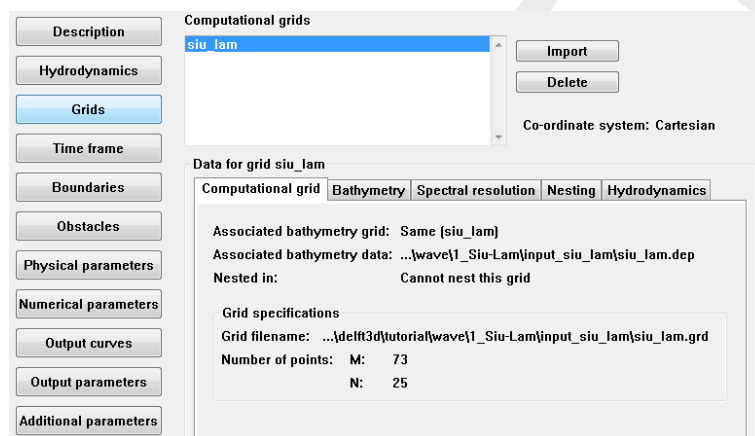 Description
Hydrodynamics
Grids
Time frame
Boundaries
Obstacles
Physical parameters
Numerical parameters
Output curves
Output parameters
Additional parameters
Computational grids
siu_lam
Import
Delete
Co-ordinate system: Cartesian
Data for grid siu_lam
Computational grid Bathymetry Spectral resolution Nesting Hydrodynamics
Associated bathymetry grid: Same (siu_lam)
Associated bathymetry data: ...\wave\1_Siu-Lam\input_siu_lam\siu_lam.dep
Nested in: Cannot nest this grid
Grid specifications
Grid filename: ...\delft3d\tutorial\wave\1_Siu-Lam\input_siu_lam\siu_lam.grd
Number of points: M: 73
N: 25